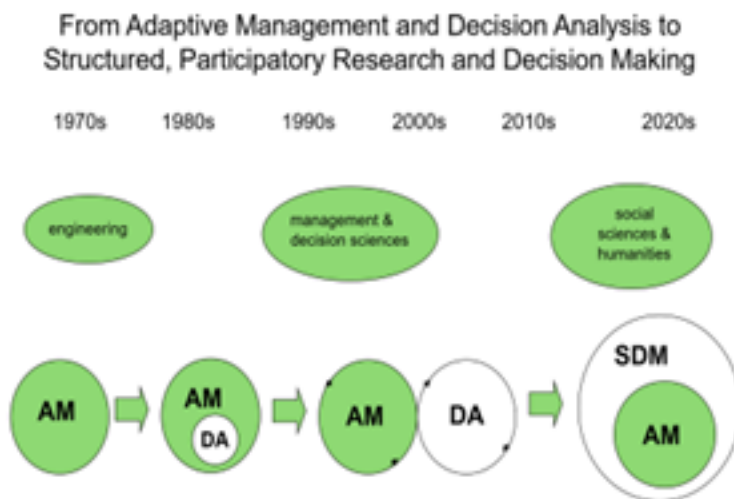 From Adaptive Management and Decision Analysis to
Structured, Participatory Research and Decision Making
1970s 1980s 1990s 2000s 2010s 2020s
engineering
management &
decision sciences
social
sciences &
humanities
AM
AM
DA
AM
DA
SDM
AM